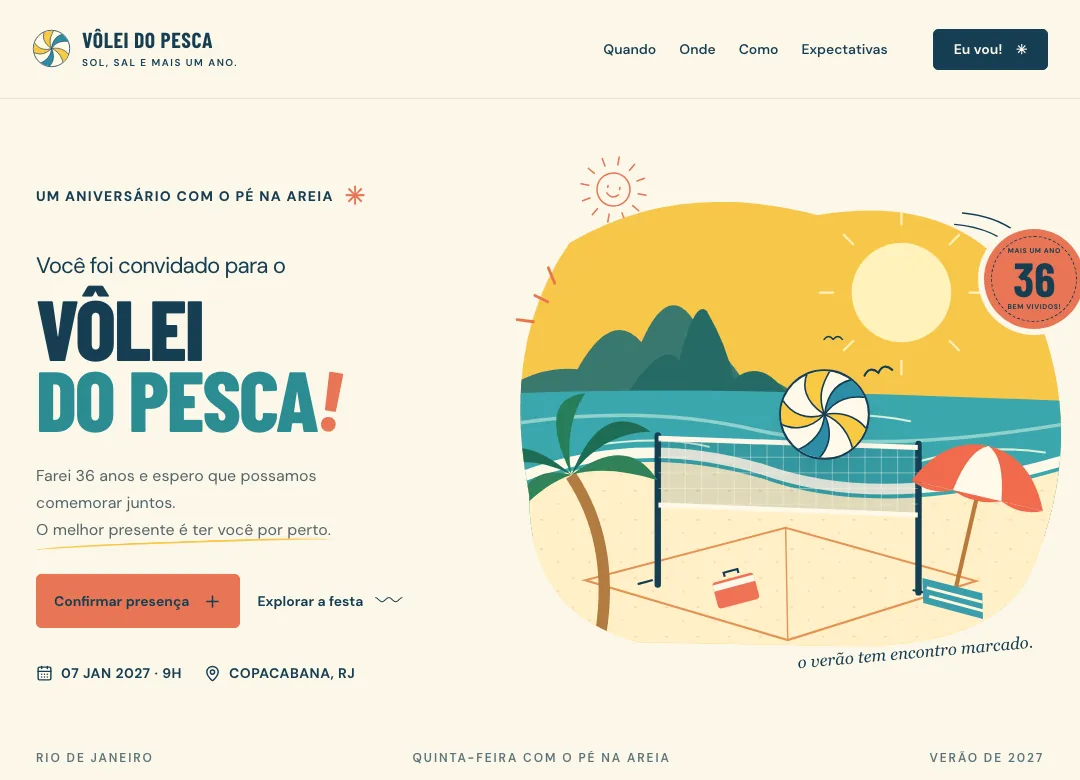 VÔLEI DO PESCA
SOL, SAL E MAIS UM ANO.
Quando
Onde
Como
Expectativas
Eu vou!
UM ANIVERSÁRIO COM O PÉ NA AREIA
Você foi convidado para o
VÔLEI
DO PESCA!
Farei 36 anos e espero que possamos
comemorar juntos.
O melhor presente é ter você por perto.
Confirmar presença
Explorar a festa
07 JAN 2027 · 9H
COPACABANA, RJ
MAIS UM ANO
36
BEM VIVIDOS!
o verão tem encontro marcado.
RIO DE JANEIRO
QUINTA-FEIRA COM O PÉ NA AREIA
VERÃO DE 2027